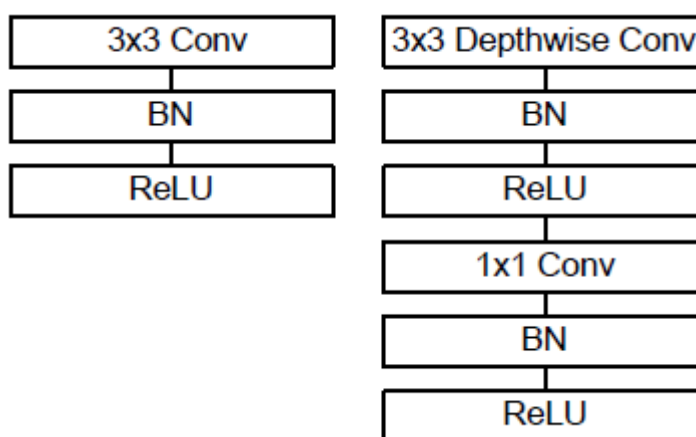 3x3 Conv
BN
ReLU
3x3 Depthwise Conv
BN
ReLU
1x1 Conv
BN
ReLU